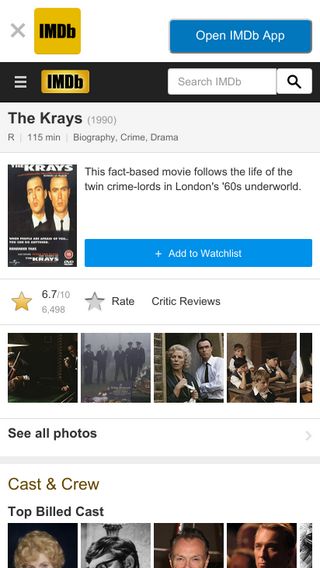 IMDb
Open IMDb App
IMDb
Search IMDb
The Krays (1990)
R | 115 min | Biography, Crime, Drama
THE KRAYS
This fact-based movie follows the life of the
twin crime-lords in London's '60s underworld.
+ Add to Watchlist
6.7/10
6,498
Rate
Critic Reviews
See all photos
Cast & Crew
Top Billed Cast